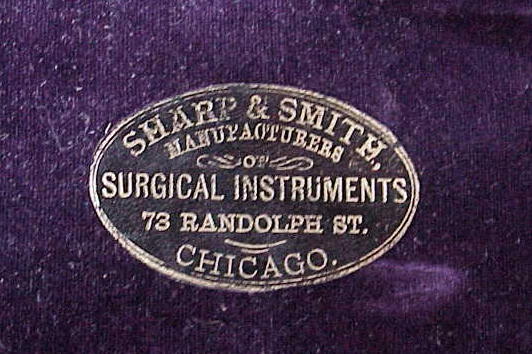 SHARP & SMITH,
MANUFACTURERS
OF
SURGICAL INSTRUMENTS
73 RANDOLPH ST.
CHICAGO.